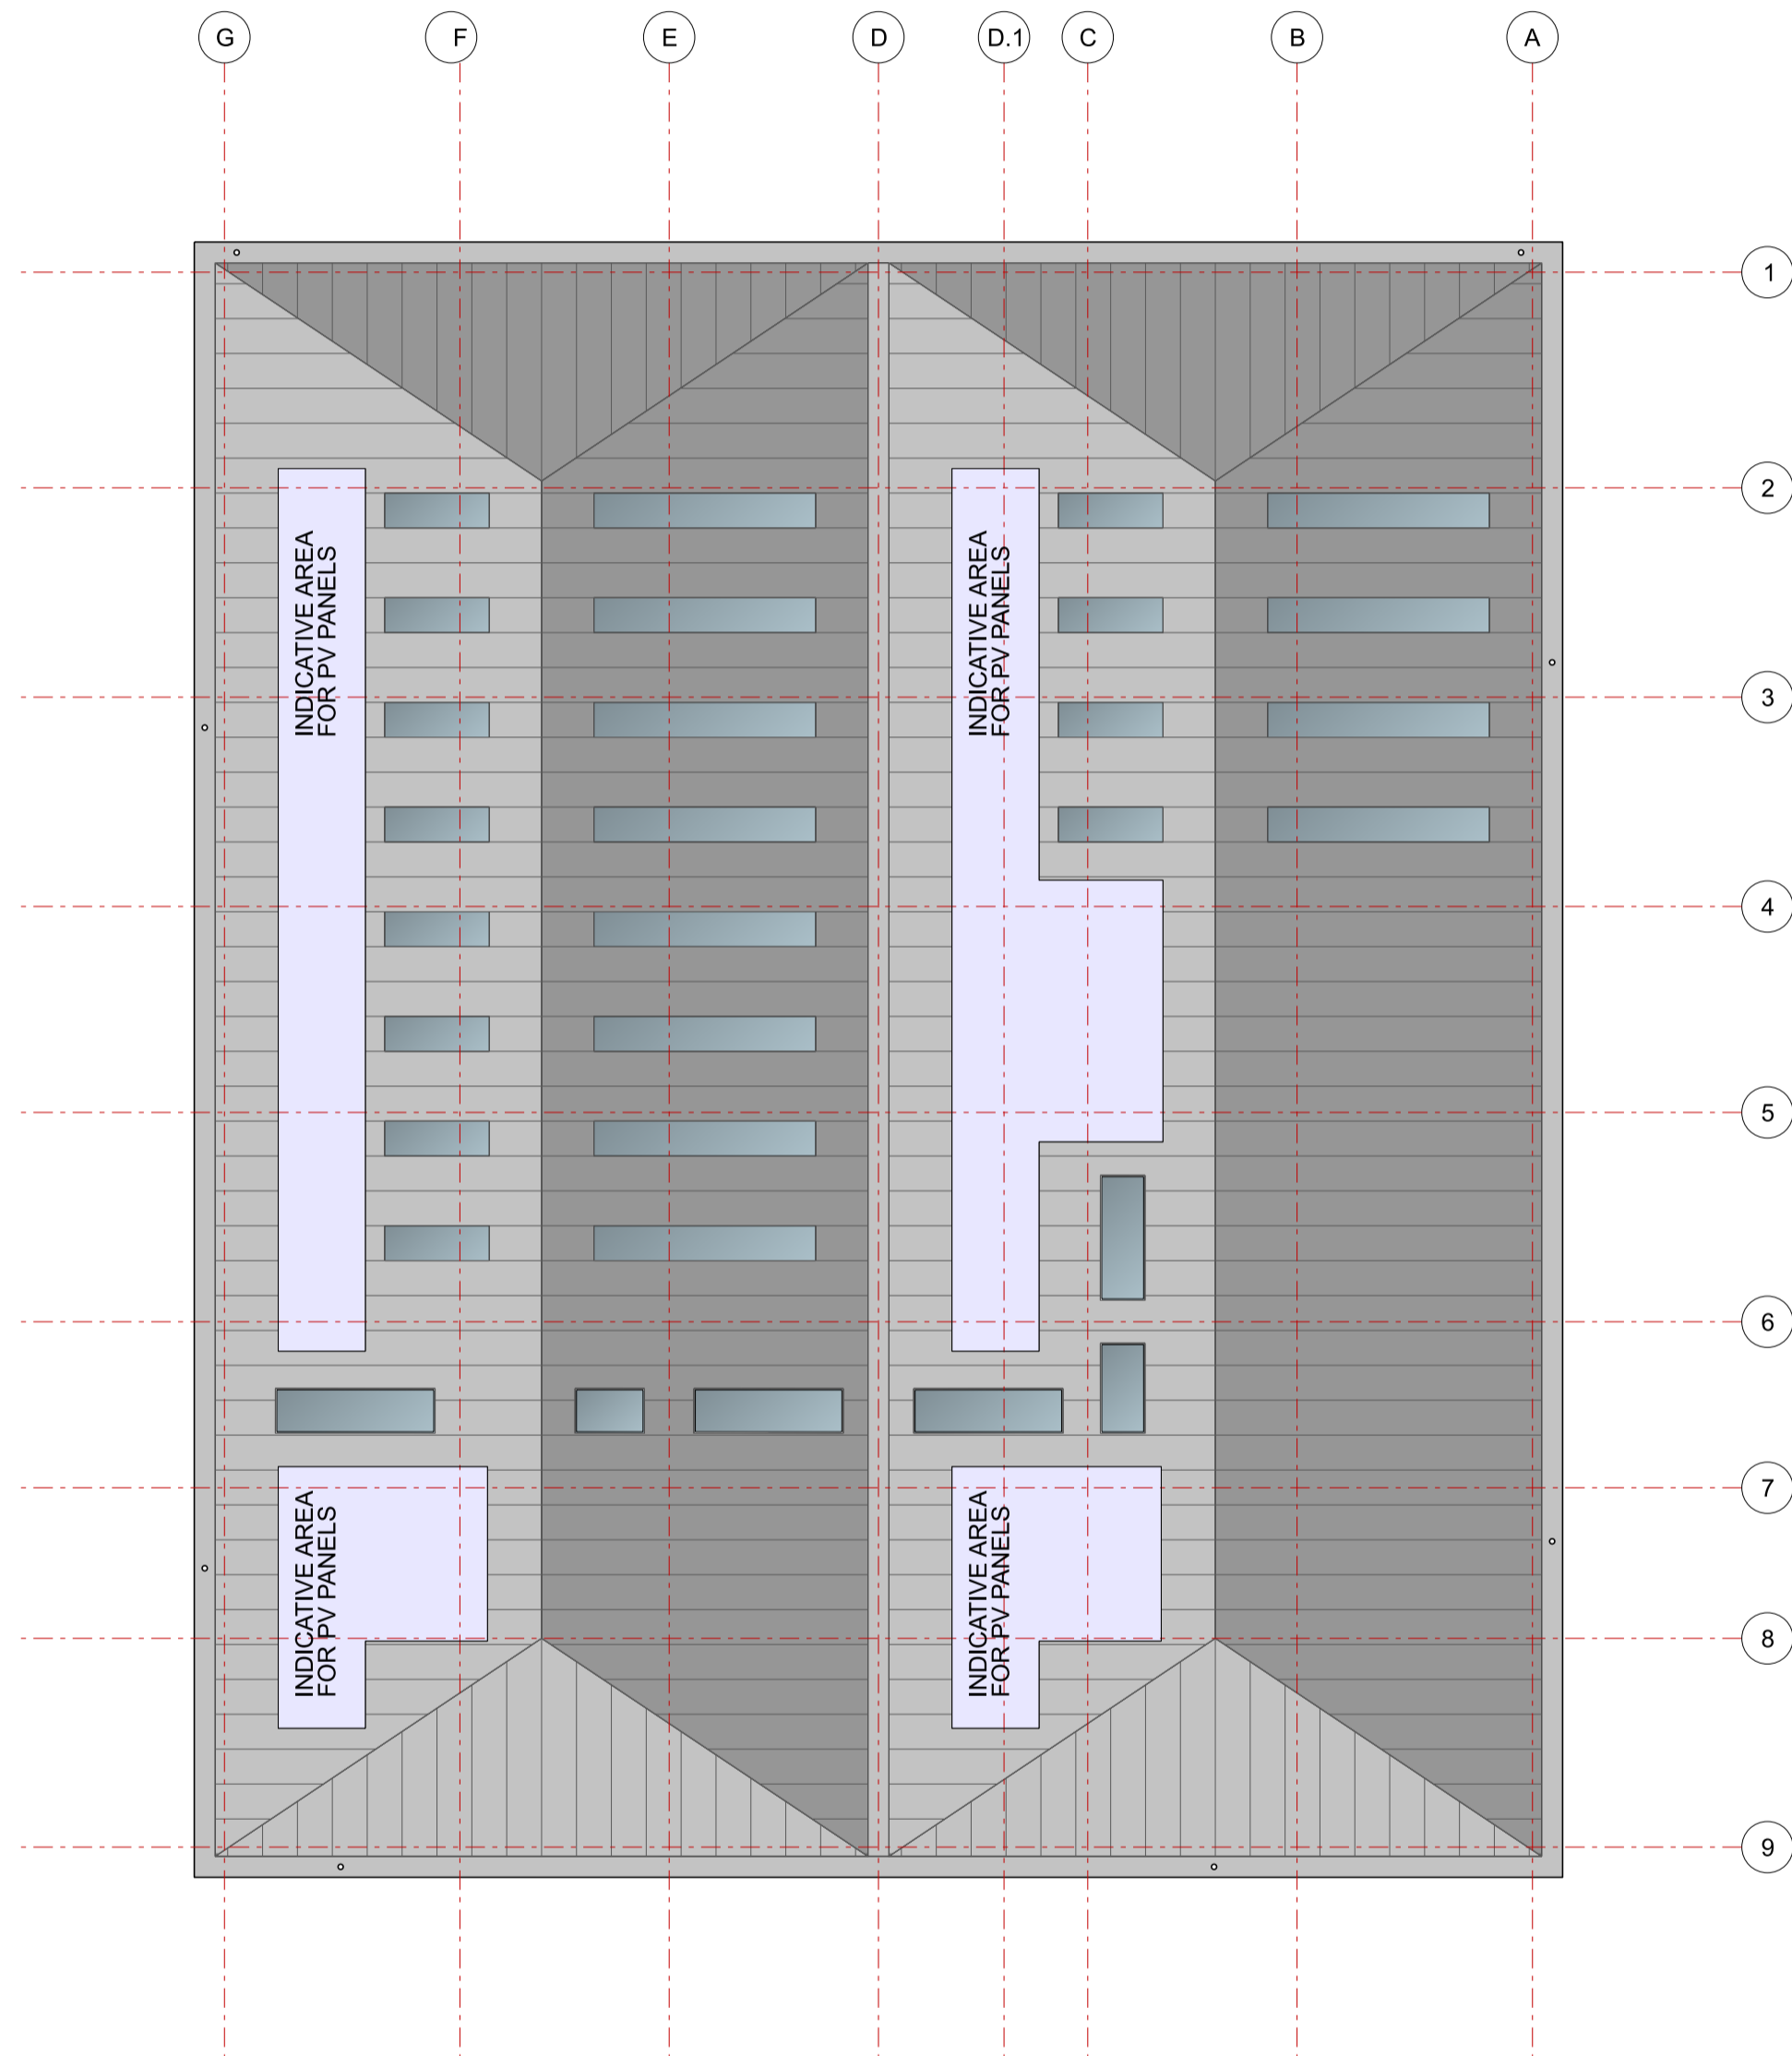 G
F
E
D
D.1
C
B
A
1
2
INDICATIVE AREA
FOR PV PANELS
INDICATIVE AREA
FOR PV PANELS
3
4
5
6
7
INDICATIVE AREA
FOR PV PANELS
INDICATIVE AREA
FOR PV PANELS
8
9